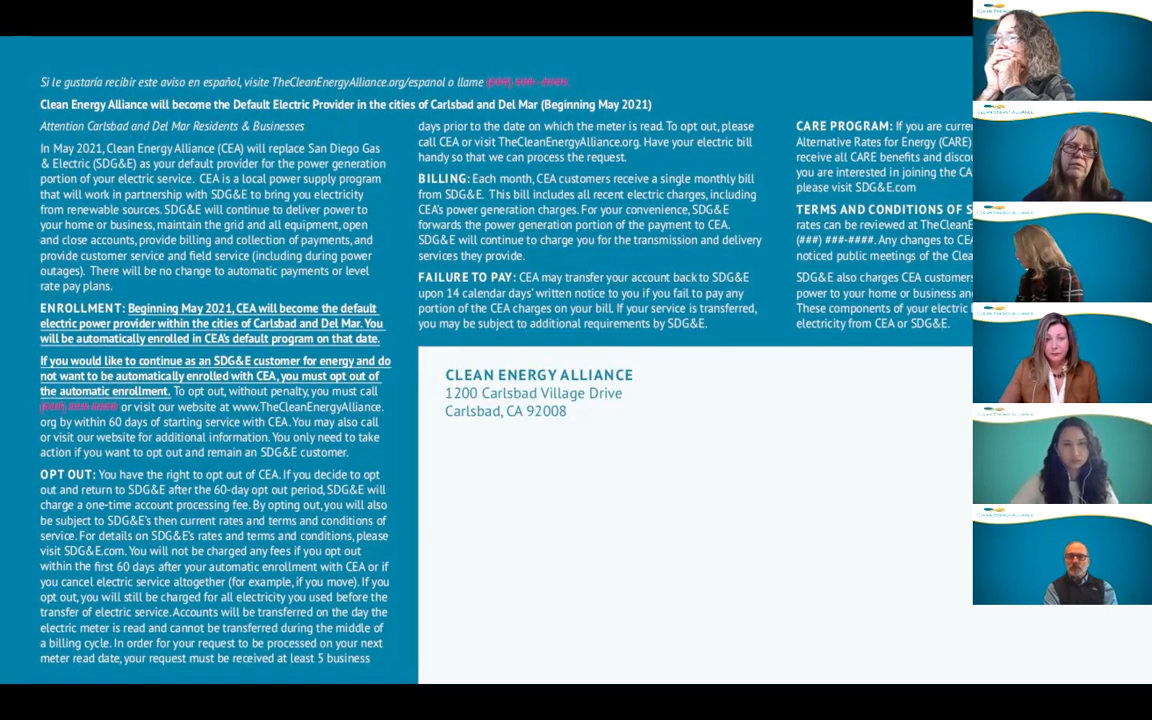 Si le gustaría recibir este aviso en español, visite TheCleanEnergyAlliance.org/espanol o llame (###) ###-####.
Clean Energy Alliance will become the Default Electric Provider in the cities of Carlsbad and Del Mar (Beginning May 2021)
Attention Carlsbad and Del Mar Residents & Businesses
In May 2021, Clean Energy Alliance (CEA) will replace San Diego Gas
& Electric (SDG&E) as your default provider for the power generation
portion of your electric service. CEA is a local power supply program
that will work in partnership with SDG&E to bring you electricity
from renewable sources. SDG&E will continue to deliver power to
your home or business, maintain the grid and all equipment, open
and close accounts, provide billing and collection of payments, and
provide customer service and field service (including during power
outages). There will be no change to automatic payments or level
rate pay plans.
ENROLLMENT: Beginning May 2021, CEA will become the default
electric power provider within the cities of Carlsbad and Del Mar. You
will be automatically enrolled in CEA's default program on that date.
If you would like to continue as an SDG&E customer for energy and do
not want to be automatically enrolled with CEA, you must opt out of
the automatic enrollment. To opt out, without penalty, you must call
(###) ###-#### or visit our website at www.TheCleanEnergyAlliance.
org by within 60 days of starting service with CEA. You may also call
or visit our website for additional information. You only need to take
action if you want to opt out and remain an SDG&E customer.
OPT OUT: You have the right to opt out of CEA. If you decide to opt
out and return to SDG&E after the 60-day opt out period, SDG&E will
charge a one-time account processing fee. By opting out, you will also
be subject to SDG&E's then current rates and terms and conditions of
service. For details on SDG&E's rates and terms and conditions, please
visit SDG&E.com. You will not be charged any fees if you opt out
within the first 60 days after your automatic enrollment with CEA or if
you cancel electric service altogether (for example, if you move). If you
opt out, you will still be charged for all electricity you used before the
transfer of electric service. Accounts will be transferred on the day the
electric meter is read and cannot be transferred during the middle of
a billing cycle. In order for your request to be processed on your next
meter read date, your request must be received at least 5 business
days prior to the date on which the meter is read. To opt out, please
call CEA or visit TheCleanEnergyAlliance.org. Have your electric bill
handy so that we can process the request.
BILLING: Each month, CEA customers receive a single monthly bill
from SDG&E. This bill includes all recent electric charges, including
CEA's power generation charges. For your convenience, SDG&E
forwards the power generation portion of the payment to CEA.
SDG&E will continue to charge you for the transmission and delivery
services they provide.
FAILURE TO PAY: CEA may transfer your account back to SDG&E
upon 14 calendar days' written notice to you if you fail to pay any
portion of the CEA charges on your bill. If your service is transferred,
you may be subject to additional requirements by SDG&E.
CARE PROGRAM: If you are curre
Alternative Rates for Energy (CARE)
receive all CARE benefits and disco
you are interested in joining the CA
please visit SDG&E.com
TERMS AND CONDITIONS OF S
rates can be reviewed at TheCleanE
(###) ###-####. Any changes to CEA
noticed public meetings of the Clea
SDG&E also charges CEA customers
power to your home or business and
These components of your electric
electricity from CEA or SDG&E.
CLEAN ENERGY ALLIANCE
1200 Carlsbad Village Drive
Carlsbad, CA 92008
CLEAN ENERGY ALLIANCE
CLEAN ENERGY ALLIANCE
CLEAN ENERGY ALLIANCE
CLEAN ENERGY ALLIANCE
CLEAN ENERGY ALLIANCE
CLEAN ENERGY ALLIANCE